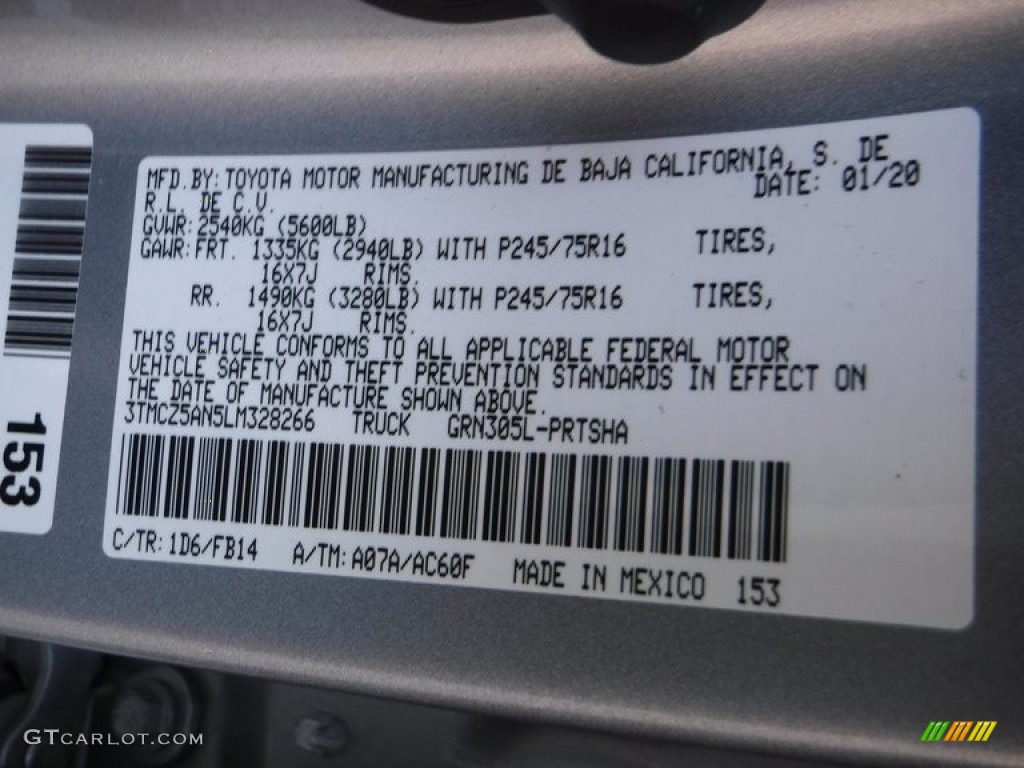 MFD.BY:TOYOTA MOTOR MANUFACTURING DE BAJA CALIFORNIA, S. DE
R.L. DE C.V. DATE: 01/20
GVWR:2540KG (5600LB)
GAWR:FRT. 1335KG (2940LB) WITH P245/75R16 TIRES,
16X7J RIMS.
RR. 1490KG (3280LB) WITH P245/75R16 TIRES,
16X7J RIMS.
THIS VEHICLE CONFORMS TO ALL APPLICABLE FEDERAL MOTOR
VEHICLE SAFETY AND THEFT PREVENTION STANDARDS IN EFFECT ON
THE DATE OF MANUFACTURE SHOWN ABOVE.
3TMCZ5AN5LM328266 TRUCK GRN305L-PRTSHA
C/TR:1D6/FB14 A/TM:A07A/AC60F MADE IN MEXICO 153
153
GTCARLOT.COM